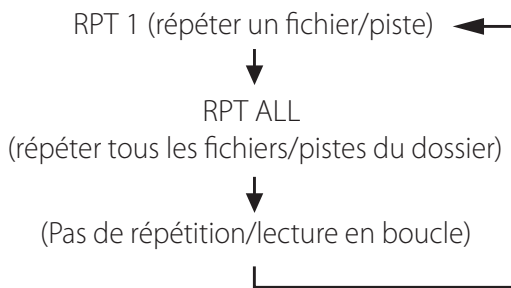 RPT 1 (répéter un fichier/piste)
RPT ALL
(répéter tous les fichiers/pistes du dossier)
(Pas de répétition/lecture en boucle)